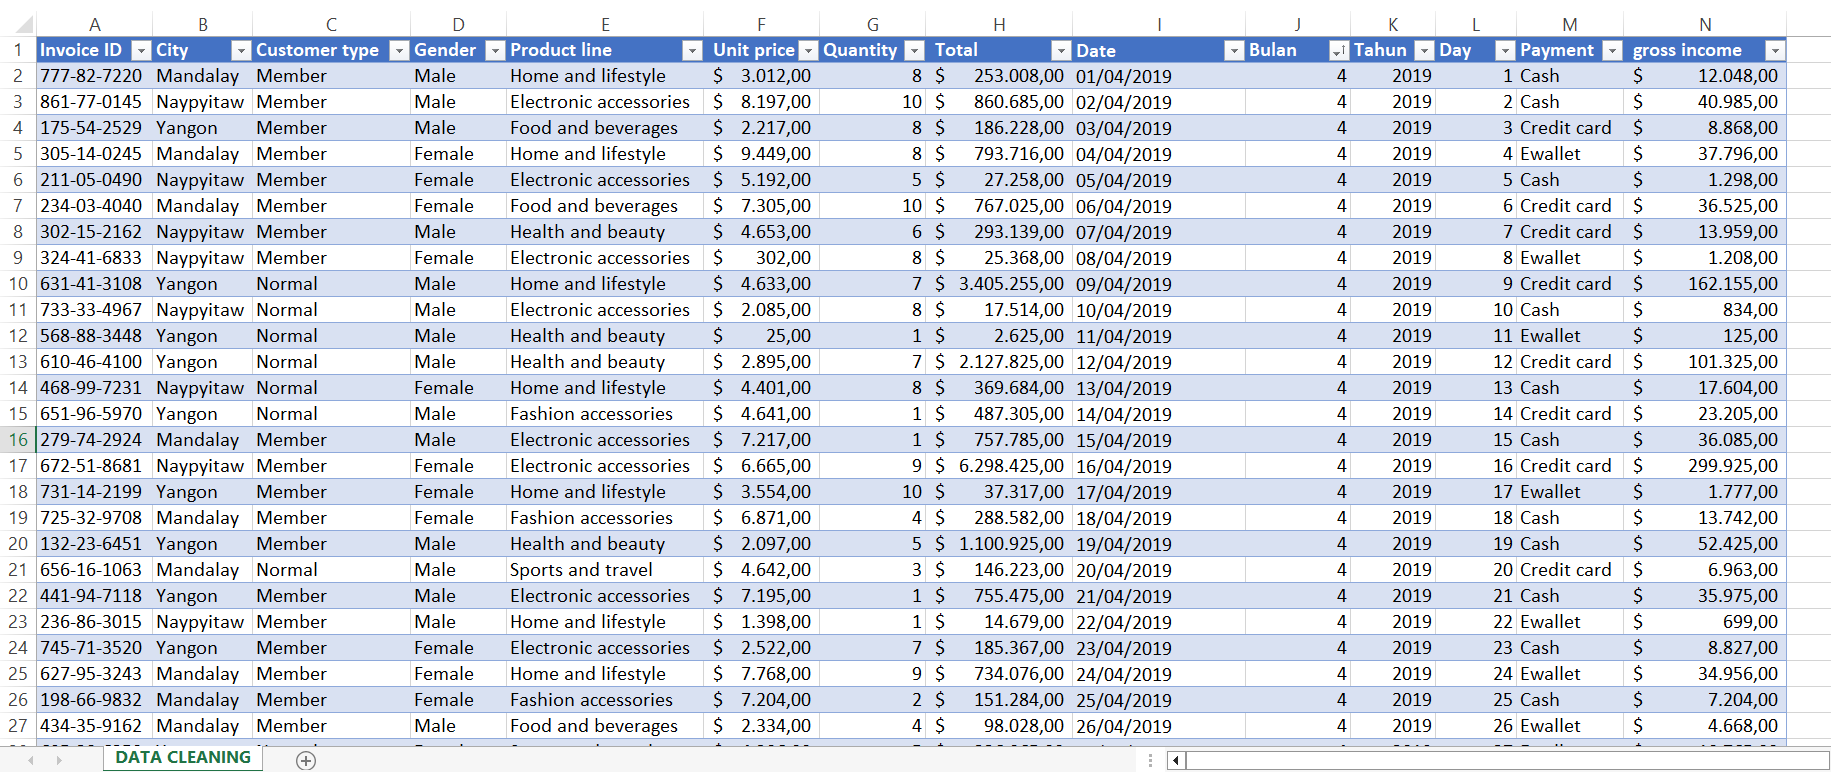 A B C D E F G H I J K L M N
1 Invoice ID City Customer type Gender Product line Unit price Quantity Total Date Bulan Tahun Day Payment gross income
2 777-82-7220 Mandalay Member Male Home and lifestyle $ 3.012,00 8 $ 253.008,00 01/04/2019 4 2019 1 Cash $ 12.048,00
3 861-77-0145 Naypyitaw Member Male Electronic accessories $ 8.197,00 10 $ 860.685,00 02/04/2019 4 2019 2 Cash $ 40.985,00
4 175-54-2529 Yangon Member Male Food and beverages $ 2.217,00 8 $ 186.228,00 03/04/2019 4 2019 3 Credit card $ 8.868,00
5 305-14-0245 Mandalay Member Female Home and lifestyle $ 9.449,00 8 $ 793.716,00 04/04/2019 4 2019 4 Ewallet $ 37.796,00
6 211-05-0490 Naypyitaw Member Female Electronic accessories $ 5.192,00 5 $ 27.258,00 05/04/2019 4 2019 5 Cash $ 1.298,00
7 234-03-4040 Mandalay Member Female Food and beverages $ 7.305,00 10 $ 767.025,00 06/04/2019 4 2019 6 Credit card $ 36.525,00
8 302-15-2162 Naypyitaw Member Male Health and beauty $ 4.653,00 6 $ 293.139,00 07/04/2019 4 2019 7 Credit card $ 13.959,00
9 324-41-6833 Naypyitaw Member Female Electronic accessories $ 302,00 8 $ 25.368,00 08/04/2019 4 2019 8 Ewallet $ 1.208,00
10 631-41-3108 Yangon Normal Male Home and lifestyle $ 4.633,00 7 $ 3.405.255,00 09/04/2019 4 2019 9 Credit card $ 162.155,00
11 733-33-4967 Naypyitaw Normal Male Electronic accessories $ 2.085,00 8 $ 17.514,00 10/04/2019 4 2019 10 Cash $ 834,00
12 568-88-3448 Yangon Normal Male Health and beauty $ 25,00 1 $ 2.625,00 11/04/2019 4 2019 11 Ewallet $ 125,00
13 610-46-4100 Yangon Normal Male Health and beauty $ 2.895,00 7 $ 2.127.825,00 12/04/2019 4 2019 12 Credit card $ 101.325,00
14 468-99-7231 Naypyitaw Normal Female Home and lifestyle $ 4.401,00 8 $ 369.684,00 13/04/2019 4 2019 13 Cash $ 17.604,00
15 651-96-5970 Yangon Normal Male Fashion accessories $ 4.641,00 1 $ 487.305,00 14/04/2019 4 2019 14 Credit card $ 23.205,00
16 279-74-2924 Mandalay Member Male Electronic accessories $ 7.217,00 1 $ 757.785,00 15/04/2019 4 2019 15 Cash $ 36.085,00
17 672-51-8681 Naypyitaw Member Female Electronic accessories $ 6.665,00 9 $ 6.298.425,00 16/04/2019 4 2019 16 Credit card $ 299.925,00
18 731-14-2199 Yangon Member Female Home and lifestyle $ 3.554,00 10 $ 37.317,00 17/04/2019 4 2019 17 Ewallet $ 1.777,00
19 725-32-9708 Mandalay Member Female Fashion accessories $ 6.871,00 4 $ 288.582,00 18/04/2019 4 2019 18 Cash $ 13.742,00
20 132-23-6451 Yangon Member Male Health and beauty $ 2.097,00 5 $ 1.100.925,00 19/04/2019 4 2019 19 Cash $ 52.425,00
21 656-16-1063 Mandalay Normal Male Sports and travel $ 4.642,00 3 $ 146.223,00 20/04/2019 4 2019 20 Credit card $ 6.963,00
22 441-94-7118 Yangon Member Male Electronic accessories $ 7.195,00 1 $ 755.475,00 21/04/2019 4 2019 21 Cash $ 35.975,00
23 236-86-3015 Naypyitaw Member Male Home and lifestyle $ 1.398,00 1 $ 14.679,00 22/04/2019 4 2019 22 Ewallet $ 699,00
24 745-71-3520 Yangon Member Female Electronic accessories $ 2.522,00 7 $ 185.367,00 23/04/2019 4 2019 23 Cash $ 8.827,00
25 627-95-3243 Mandalay Member Female Home and lifestyle $ 7.768,00 9 $ 734.076,00 24/04/2019 4 2019 24 Ewallet $ 34.956,00
26 198-66-9832 Mandalay Member Female Fashion accessories $ 7.204,00 2 $ 151.284,00 25/04/2019 4 2019 25 Cash $ 7.204,00
27 434-35-9162 Mandalay Member Male Food and beverages $ 2.334,00 4 $ 98.028,00 26/04/2019 4 2019 26 Ewallet $ 4.668,00
DATA CLEANING